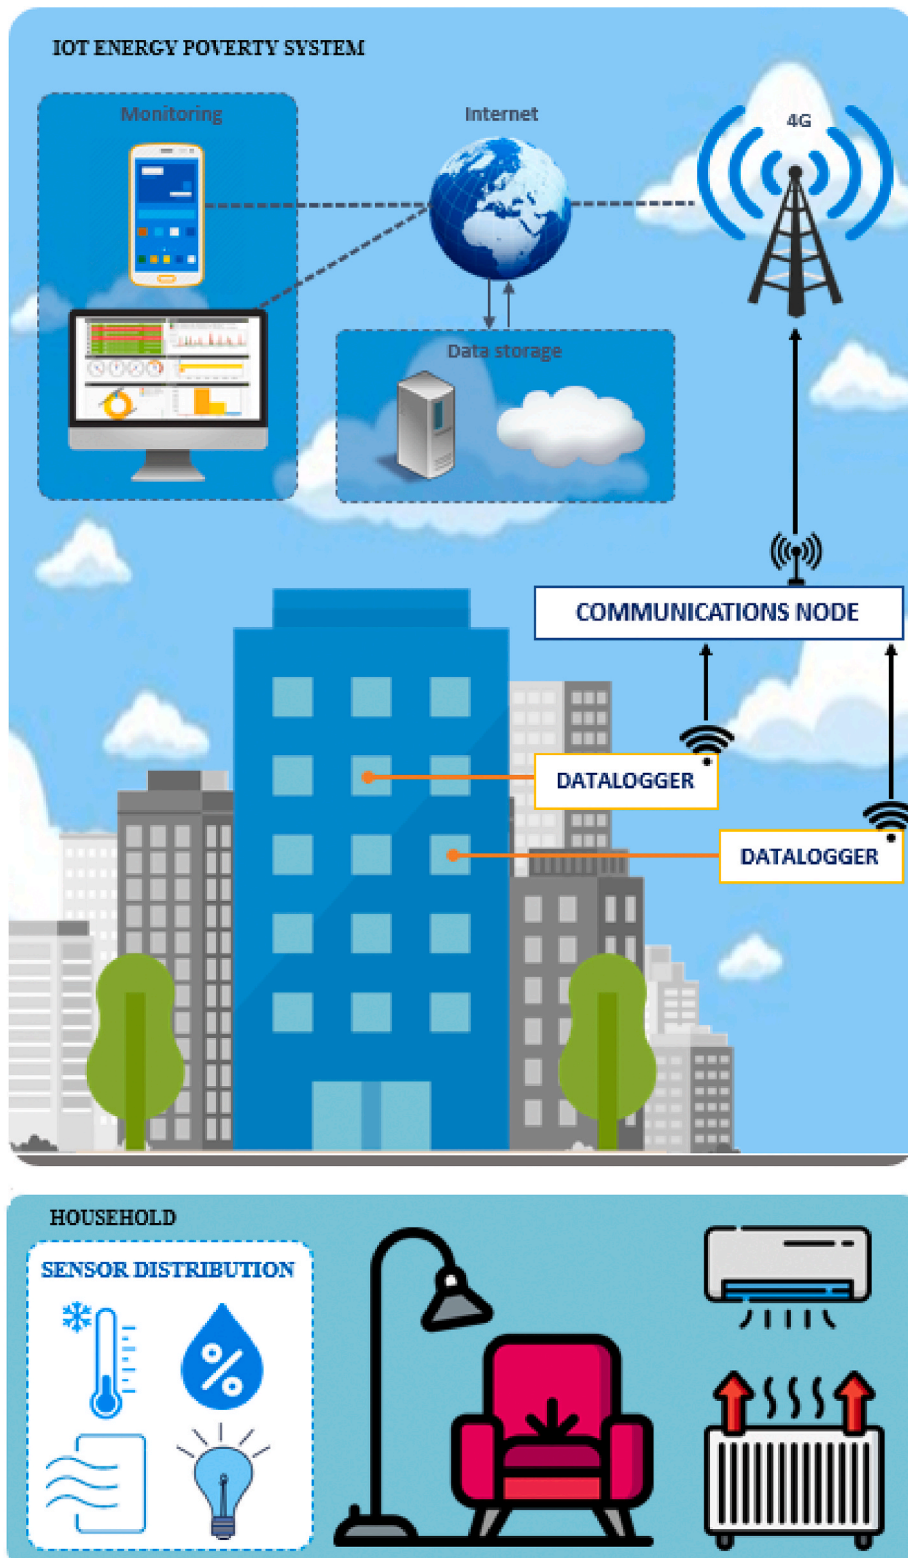 IOT ENERGY POVERTY SYSTEM
Monitoring
Internet
4G
Data storage
COMMUNICATIONS NODE
DATALOGGER
DATALOGGER
HOUSEHOLD
SENSOR DISTRIBUTION
%